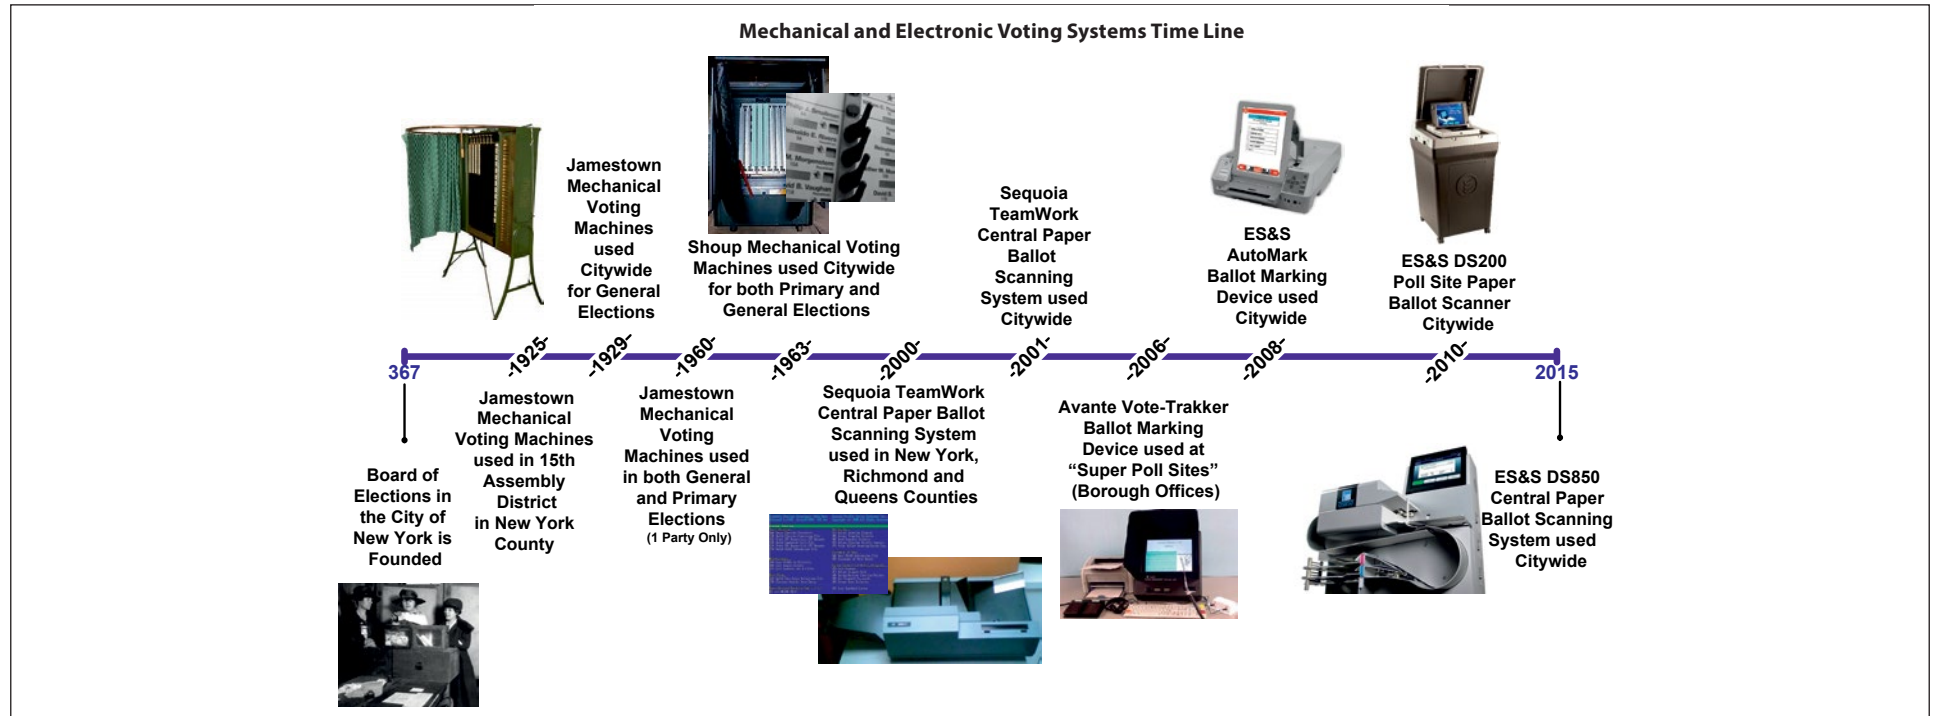 Mechanical and Electronic Voting Systems Time Line
Jamestown
Mechanical
Voting
Machines
used
Citywide
for General
Elections
Shoup Mechanical Voting
Machines used Citywide
for both Primary and
General Elections
Sequoia
TeamWork
Central Paper
Ballot
Scanning
System used
Citywide
ES&S
AutoMark
Ballot Marking
Device used
Citywide
ES&S DS200
Poll Site Paper
Ballot Scanner
Citywide
367
-1925-
-1929-
-1960-
-1963-
-2000-
-2001-
-2006-
-2008-
-2010-
2015
Board of
Elections in
the City of
New York is
Founded
Jamestown
Mechanical
Voting Machines
used in 15th
Assembly
District
in New York
County
Jamestown
Mechanical
Voting
Machines used
in both General
and Primary
Elections
(1 Party Only)
Sequoia TeamWork
Central Paper Ballot
Scanning System
used in New York,
Richmond and
Queens Counties
Avante Vote-Trakker
Ballot Marking
Device used at
“Super Poll Sites”
(Borough Offices)
ES&S DS850
Central Paper
Ballot Scanning
System used
Citywide